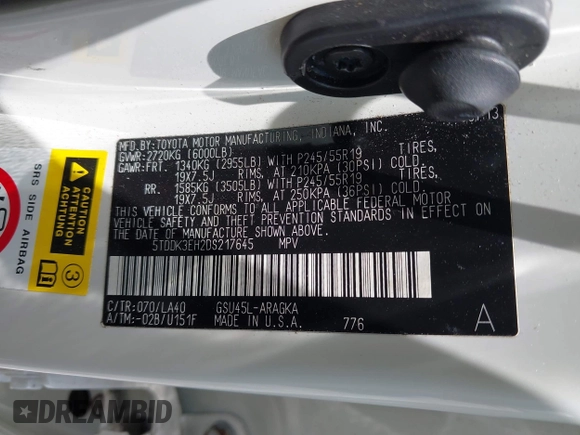 /13
MFD.BY:TOYOTA MOTOR MANUFACTURING, INDIANA, INC.
GVWR:2720KG (6000LB)
GAWR:FRT. 1340KG (2955LB) WITH P245/55R19 TIRES,
19X7.5J RIMS, AT 210KPA (30PSI) COLD
RR. 1585KG (3505LB) WITH P245/55R19 TIRES,
19X7.5J RIMS, AT 250KPA (36PSI) COLD
THIS VEHICLE CONFORMS TO ALL APPLICABLE FEDERAL MOTOR
VEHICLE SAFETY AND THEFT PREVENTION STANDARDS IN EFFECT ON
THE DATE OF MANUFACTURE SHOWN ABOVE.
5TDDK3EH2DS217645 MPV
C/TR:070/LA40 GSU45L-ARAGKA
A/TM:-02B/U151F MADE IN U.S.A. 776 A
SRS SIDE AIRBAG
ATTENTION
ACHTUNG
CAUTION
3
DREAMBID